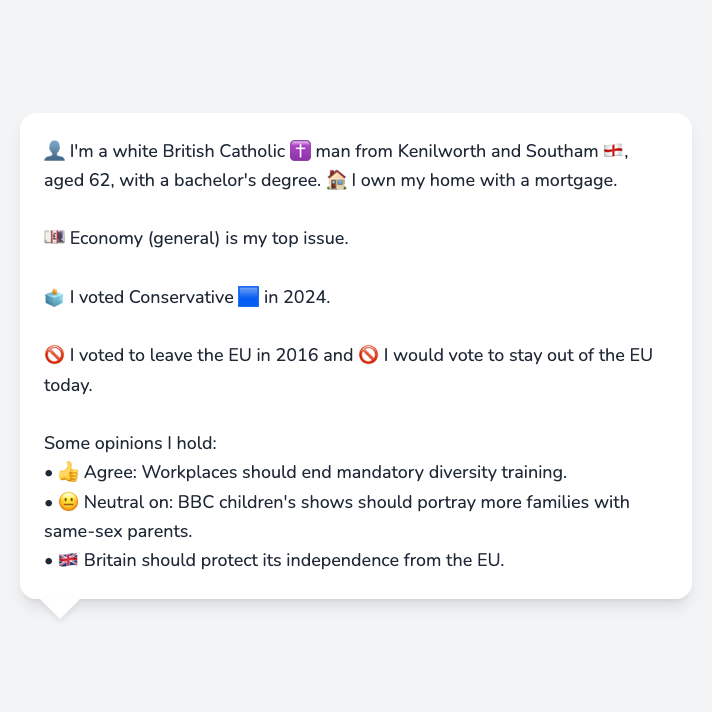 👤 I'm a white British Catholic ✝️ man from Kenilworth and Southam 🏴󠁧󠁢󠁥󠁮󠁧󠁿,
aged 62, with a bachelor's degree. 🏠 I own my home with a mortgage.
💷 Economy (general) is my top issue.
🗳️ I voted Conservative 🟦 in 2024.
🚫 I voted to leave the EU in 2016 and 🚫 I would vote to stay out of the EU
today.
Some opinions I hold:
• 👍 Agree: Workplaces should end mandatory diversity training.
• 😐 Neutral on: BBC children's shows should portray more families with
same-sex parents.
• 🇬🇧 Britain should protect its independence from the EU.